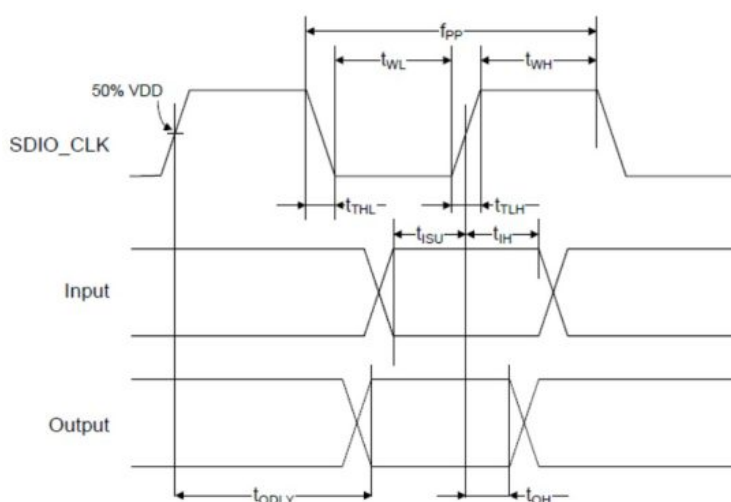 fPP
tWL tWH
50% VDD
SDIO_CLK
tTHL tTLH
tISU tIH
Input
Output
tODLY tOH